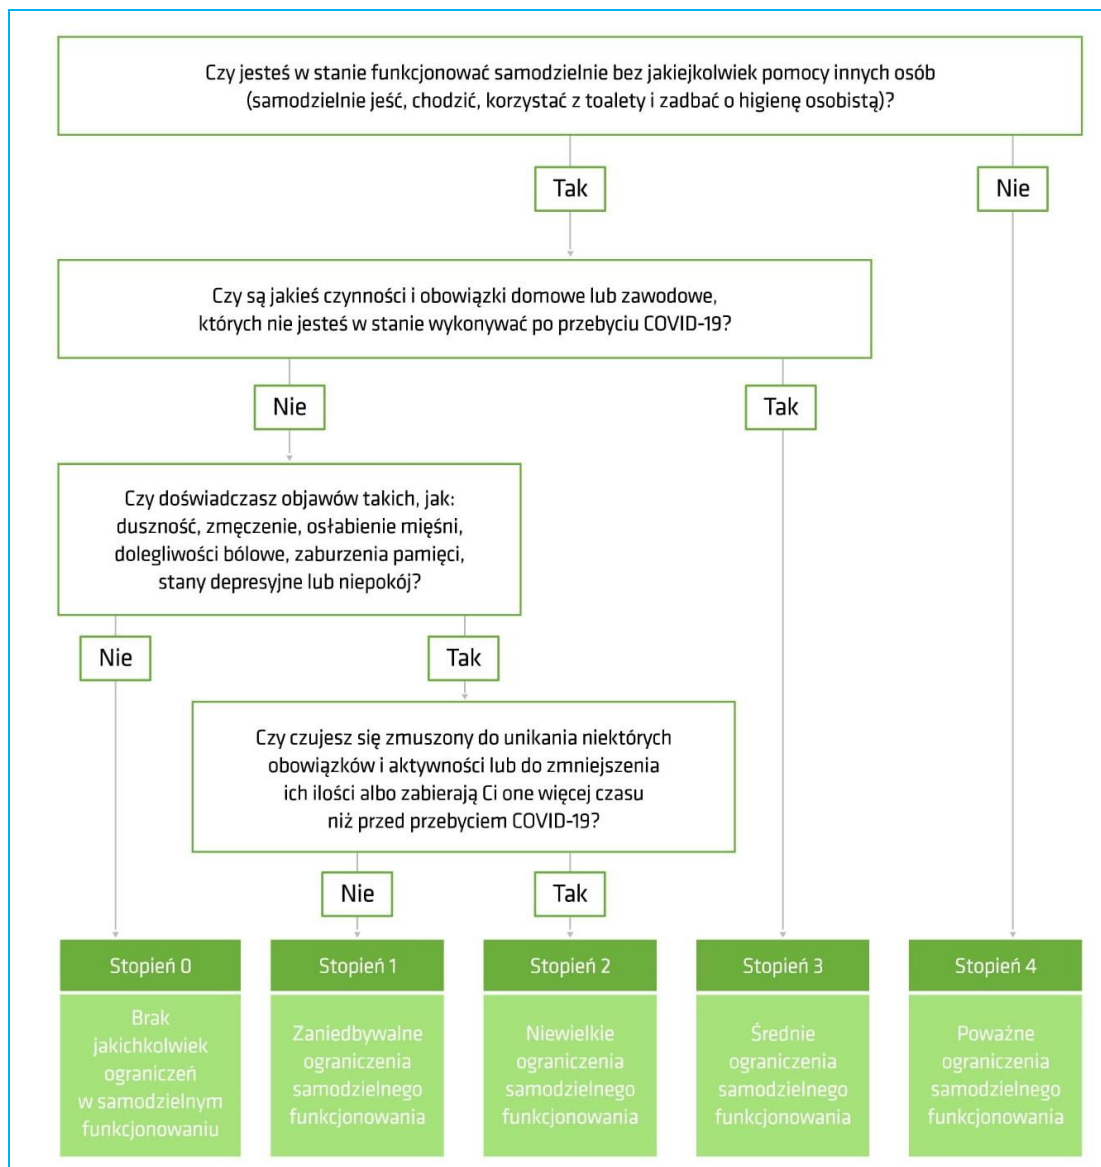 Czy jesteś w stanie funkcjonować samodzielnie bez jakiejkolwiek pomocy innych osób
(samodzielnie jeść, chodzić, korzystać z toalety i zadbać o higienę osobistą)?
Tak
Nie
Czy są jakieś czynności i obowiązki domowe lub zawodowe,
których nie jesteś w stanie wykonywać po przebyciu COVID-19?
Nie
Tak
Czy doświadczasz objawów takich, jak:
duszność, zmęczenie, osłabienie mięśni,
dolegliwości bólowe, zaburzenia pamięci,
stany depresyjne lub niepokój?
Nie
Tak
Czy czujesz się zmuszony do unikania niektórych
obowiązków i aktywności lub do zmniejszenia
ich ilości albo zabierają Ci one więcej czasu
niż przed przebyciem COVID-19?
Nie
Tak
Stopień 0
Brak
jakichkolwiek
ograniczeń
w samodzielnym
funkcjonowaniu
Stopień 1
Zaniedbywalne
ograniczenia
samodzielnego
funkcjonowania
Stopień 2
Niewielkie
ograniczenia
samodzielnego
funkcjonowania
Stopień 3
Średnie
ograniczenia
samodzielnego
funkcjonowania
Stopień 4
Poważne
ograniczenia
samodzielnego
funkcjonowania